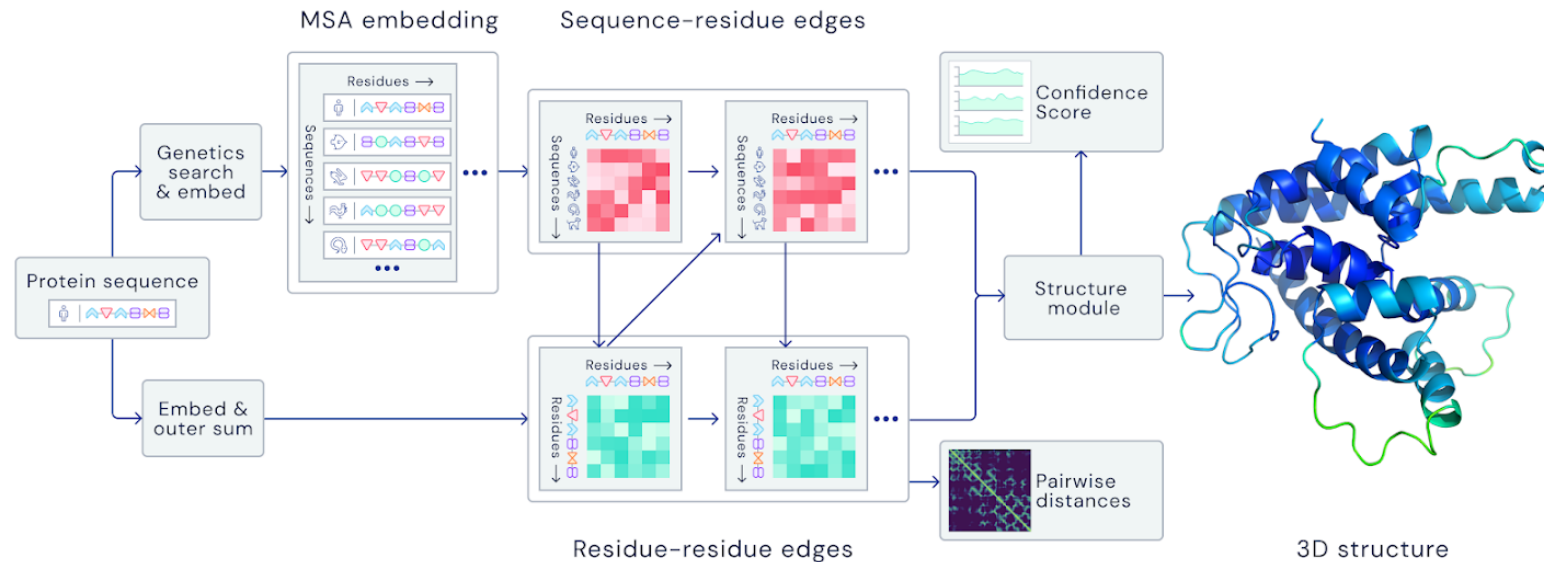 MSA embedding
Sequence-residue edges
Residues
Sequences
Genetics
search
& embed
Protein sequence
Embed &
outer sum
Residues
Sequences
Residues
Sequences
Residues
Residues
Residues
Residues
Residue-residue edges
Confidence
Score
Structure
module
Pairwise
distances
3D structure